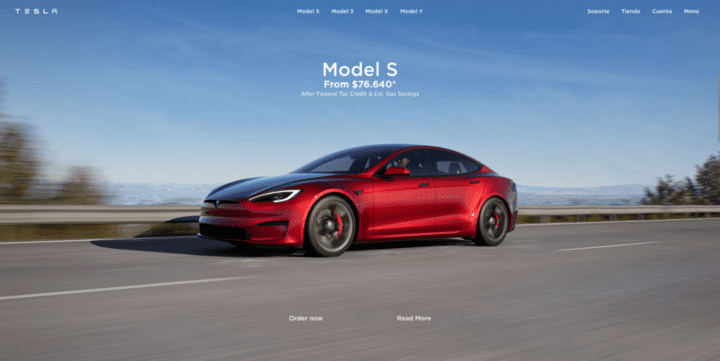 TESLA
Model S Model 3 Model X Model Y
Soporte Tienda Cuenta Menú
Model S
From $76.640*
After Federal Tax Credit & Est. Gas Savings
Order now Read More